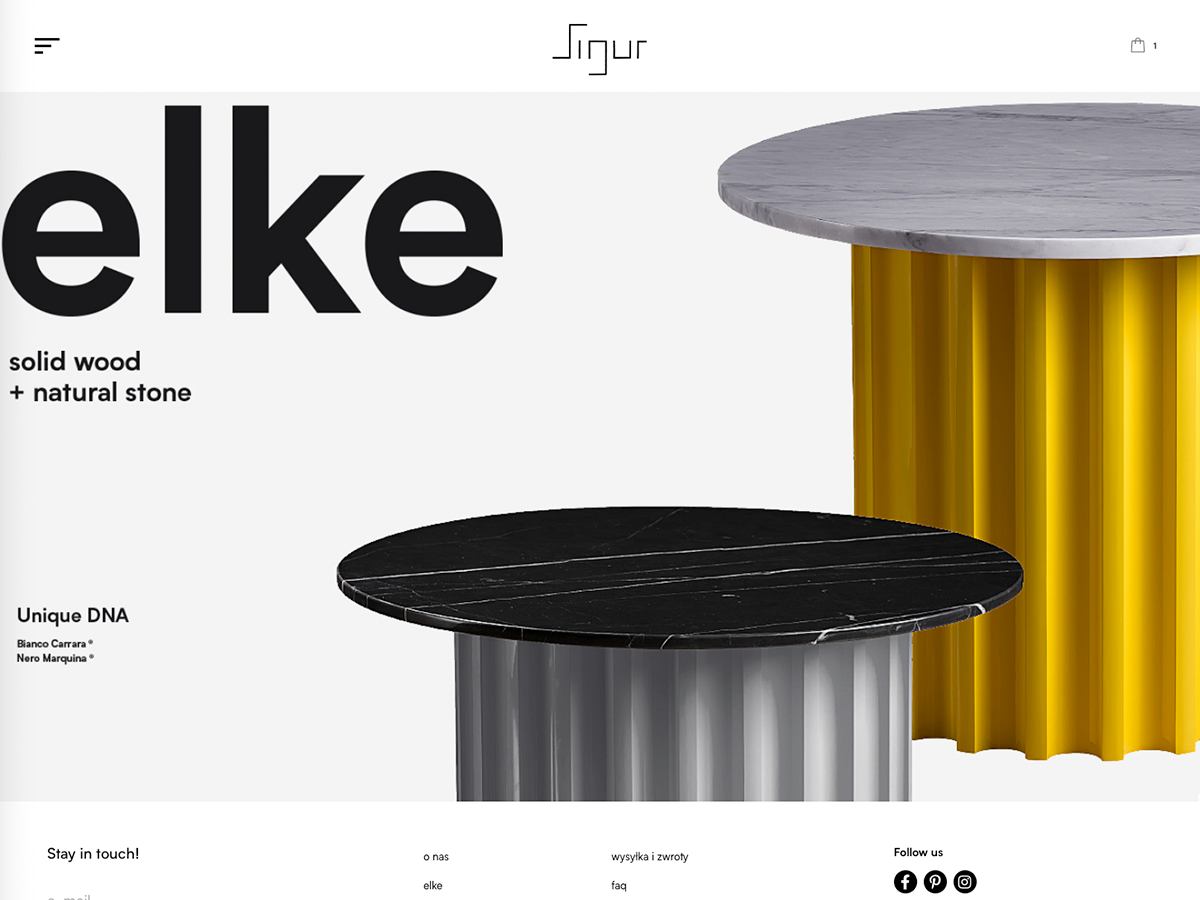 Sigur
1
elke
solid wood
+ natural stone
Unique DNA
Bianco Carrara ®
Nero Marquina ®
Stay in touch!
o nas
wysyłka i zwroty
Follow us
e-mail
elke
faq